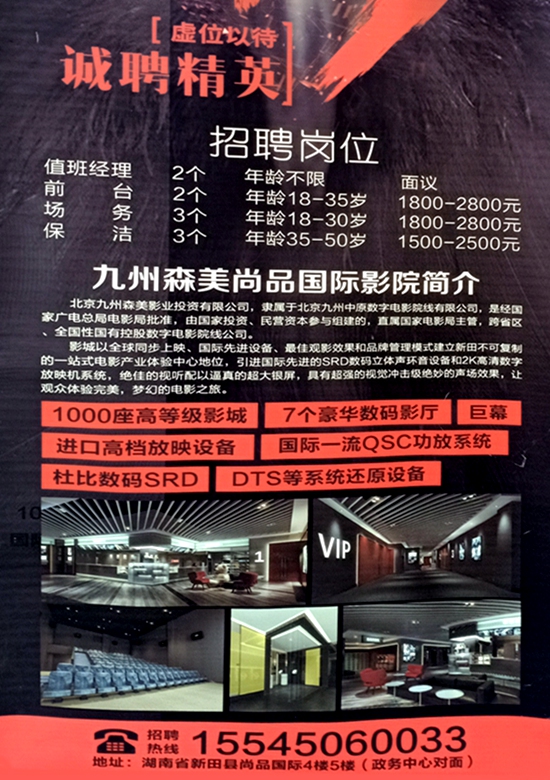 [虚位以待
诚聘精英]
招聘岗位
值班经理 2个 年龄不限 面议
前台 2个 年龄18-35岁 1800-2800元
场务 3个 年龄18-30岁 1800-2800元
保洁 3个 年龄35-50岁 1500-2500元
九州森美尚品国际影院简介
北京九州森美影业投资有限公司，隶属于北京九州中原数字电影院线有限公司，是经国
家广电总局电影局批准，由国家投资、民营资本参与组建的，直属国家电影局主管，跨省区
、全国性国有控股数字电影院线公司。
影城以全球同步上映、国际先进设备、最佳观影效果和品牌管理模式建立新田不可复制
的一站式电影产业体验中心地位，引进国际先进的SRD数码立体声环音设备和2K高清数字
放映机系统，绝佳的视听配以逼真的超大银屏，具有超强的视觉冲击级绝妙的声场效果，让
观众体验完美，梦幻的电影之旅。
1000座高等级影城 7个豪华数码影厅 巨幕
进口高档放映设备 国际一流QSC功放系统
杜比数码SRD DTS等系统还原设备
1 VIP
招聘热线 15545060033
地址：湖南省新田县尚品国际4楼5楼（政务中心对面）